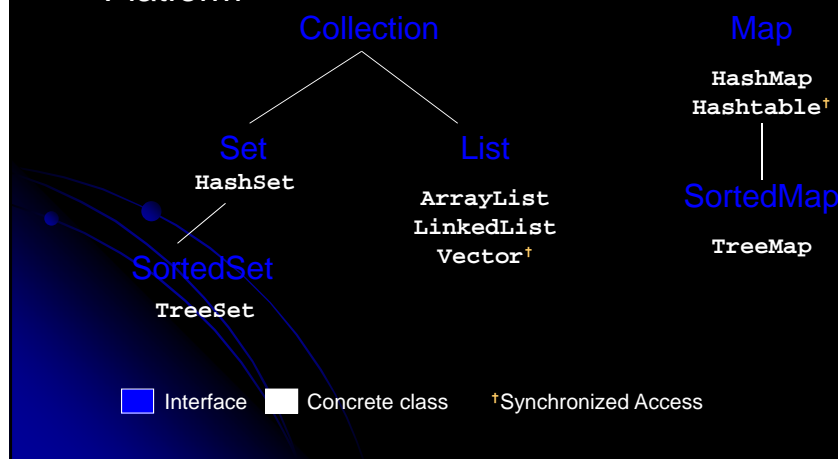 Collection
Map
HashMap
Hashtable†
Set
List
HashSet
ArrayList
LinkedList
Vector†
SortedMap
TreeMap
SortedSet
TreeSet
Interface
Concrete class
†Synchronized Access